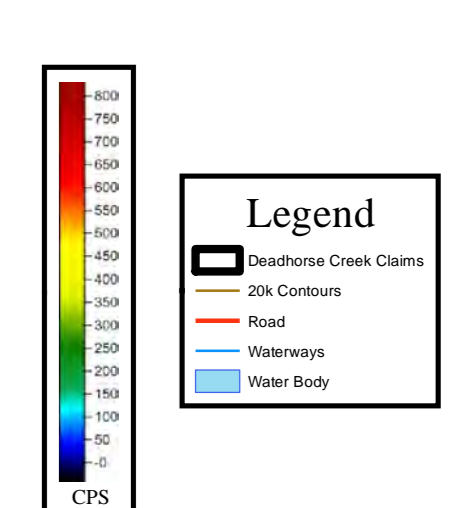 800
750
700
650
600
550
500
450
400
350
300
250
200
150
100
50
-0
CPS
Legend
Deadhorse Creek Claims
20k Contours
Road
Waterways
Water Body